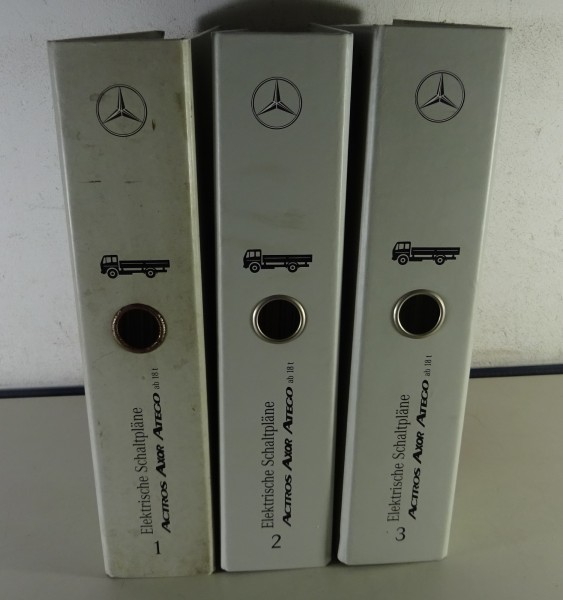 Elektrische Schaltpläne
ACTROS AXOR ATEGO ab 18 t
1
Elektrische Schaltpläne
ACTROS AXOR ATEGO ab 18 t
2
Elektrische Schaltpläne
ACTROS AXOR ATEGO ab 18 t
3